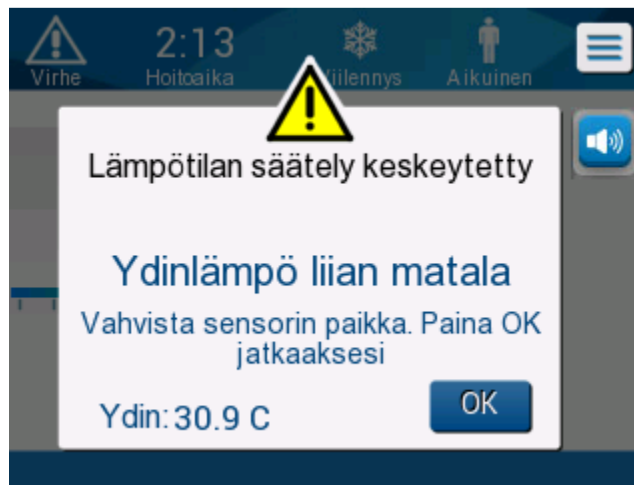 2:13
Virhe
Hoitoaika
Viilennys
Aikuinen
Lämpötilan säätely keskeytetty
Ydinlämpö liian matala
Vahvista sensorin paikka. Paina OK
jatkaaksesi
Ydin: 30.9 C
OK